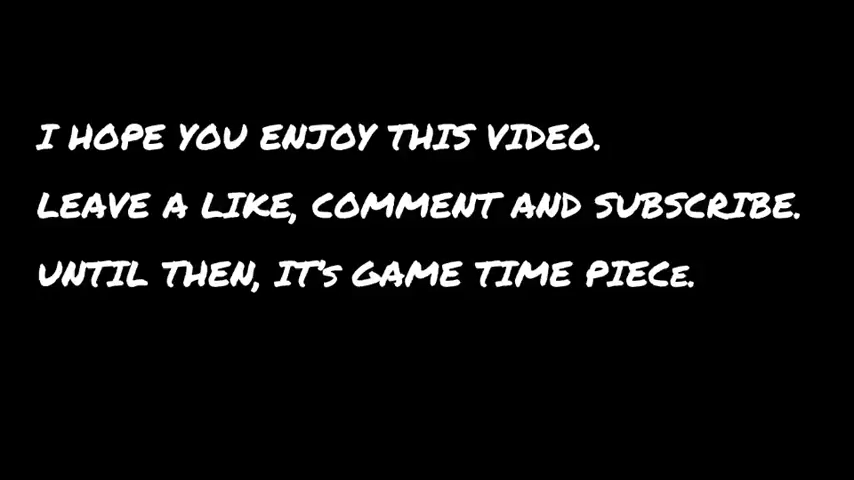 I HOPE YOU ENJOY THIS VIDEO.
LEAVE A LIKE, COMMENT AND SUBSCRIBE.
UNTIL THEN, IT's GAME TIME PIECe.